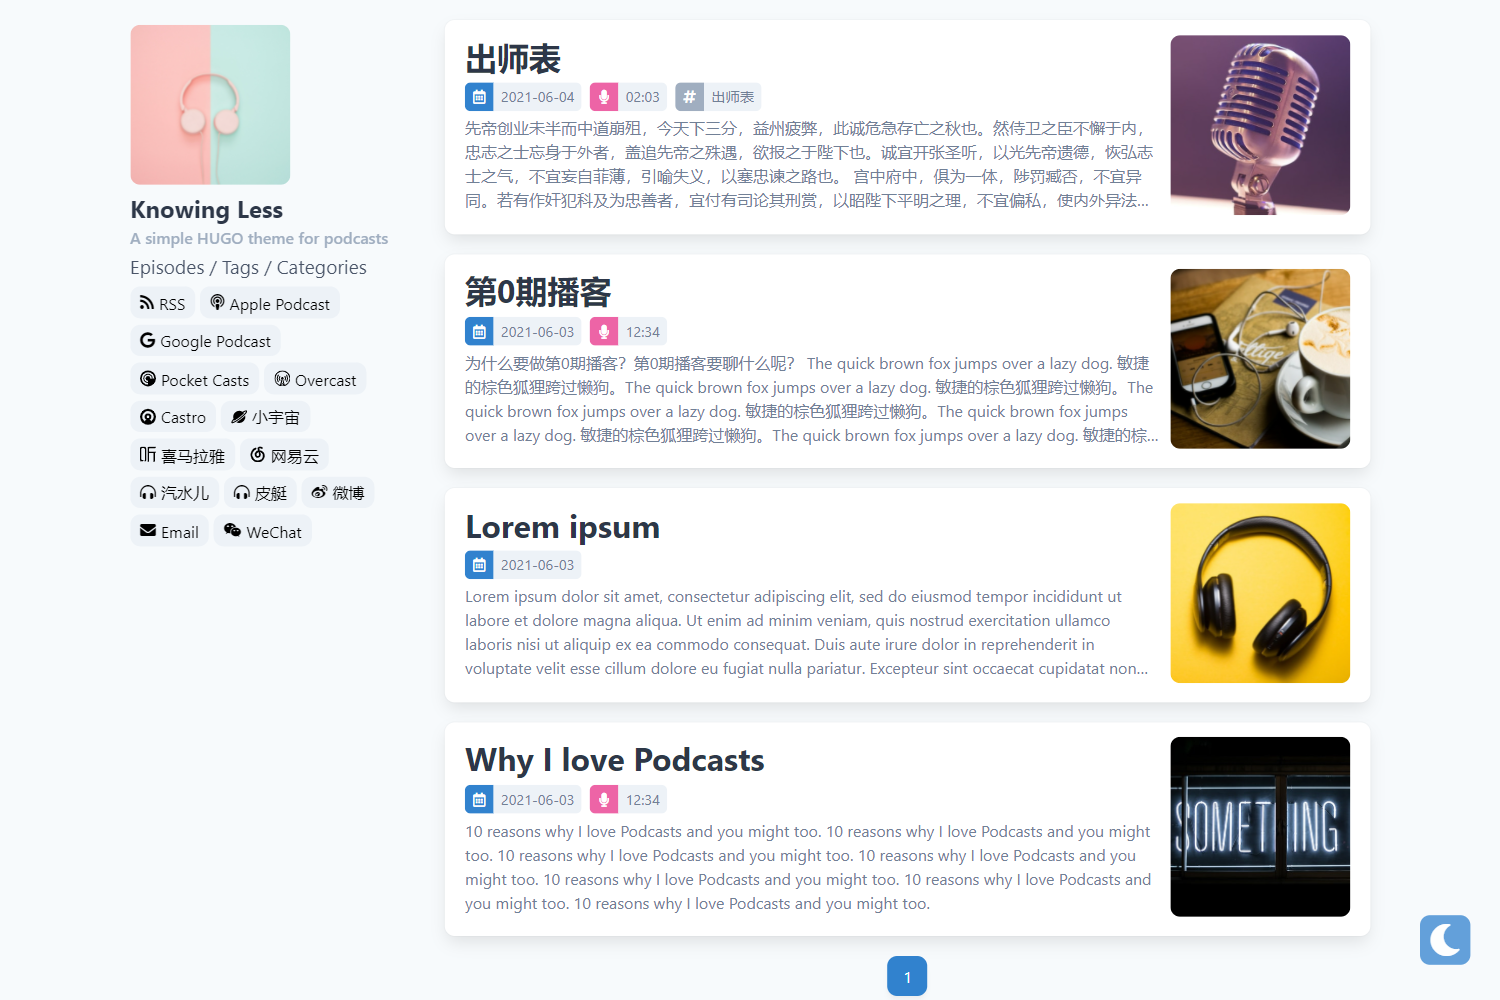 Knowing Less
A simple HUGO theme for podcasts
Episodes / Tags / Categories
RSS Apple Podcast
Google Podcast
Pocket Casts Overcast
Castro 小宇宙
喜马拉雅 网易云
汽水儿 皮艇 微博
Email WeChat
出师表
2021-06-04 02:03 # 出师表
先帝创业未半而中道崩殂，今天下三分，益州疲弊，此诚危急存亡之秋也。然侍卫之臣不懈于内，
忠志之士忘身于外者，盖追先帝之殊遇，欲报之于陛下也。诚宜开张圣听，以光先帝遗德，恢弘志
士之气，不宜妄自菲薄，引喻失义，以塞忠谏之路也。 宫中府中，俱为一体，陟罚臧否，不宜异
同。若有作奸犯科及为忠善者，宜付有司论其刑赏，以昭陛下平明之理，不宜偏私，使内外异法...
第0期播客
2021-06-03 12:34
为什么要做第0期播客？第0期播客要聊什么呢？ The quick brown fox jumps over a lazy dog. 敏捷
的棕色狐狸跨过懒狗。The quick brown fox jumps over a lazy dog. 敏捷的棕色狐狸跨过懒狗。The
quick brown fox jumps over a lazy dog. 敏捷的棕色狐狸跨过懒狗。The quick brown fox jumps
over a lazy dog. 敏捷的棕色狐狸跨过懒狗。The quick brown fox jumps over a lazy dog. 敏捷的棕...
Lorem ipsum
2021-06-03
Lorem ipsum dolor sit amet, consectetur adipiscing elit, sed do eiusmod tempor incididunt ut
labore et dolore magna aliqua. Ut enim ad minim veniam, quis nostrud exercitation ullamco
laboris nisi ut aliquip ex ea commodo consequat. Duis aute irure dolor in reprehenderit in
voluptate velit esse cillum dolore eu fugiat nulla pariatur. Excepteur sint occaecat cupidatat non...
Why I love Podcasts
2021-06-03 12:34
10 reasons why I love Podcasts and you might too. 10 reasons why I love Podcasts and you might
too. 10 reasons why I love Podcasts and you might too. 10 reasons why I love Podcasts and you
might too. 10 reasons why I love Podcasts and you might too. 10 reasons why I love Podcasts and
you might too. 10 reasons why I love Podcasts and you might too.
SOMETHING
1